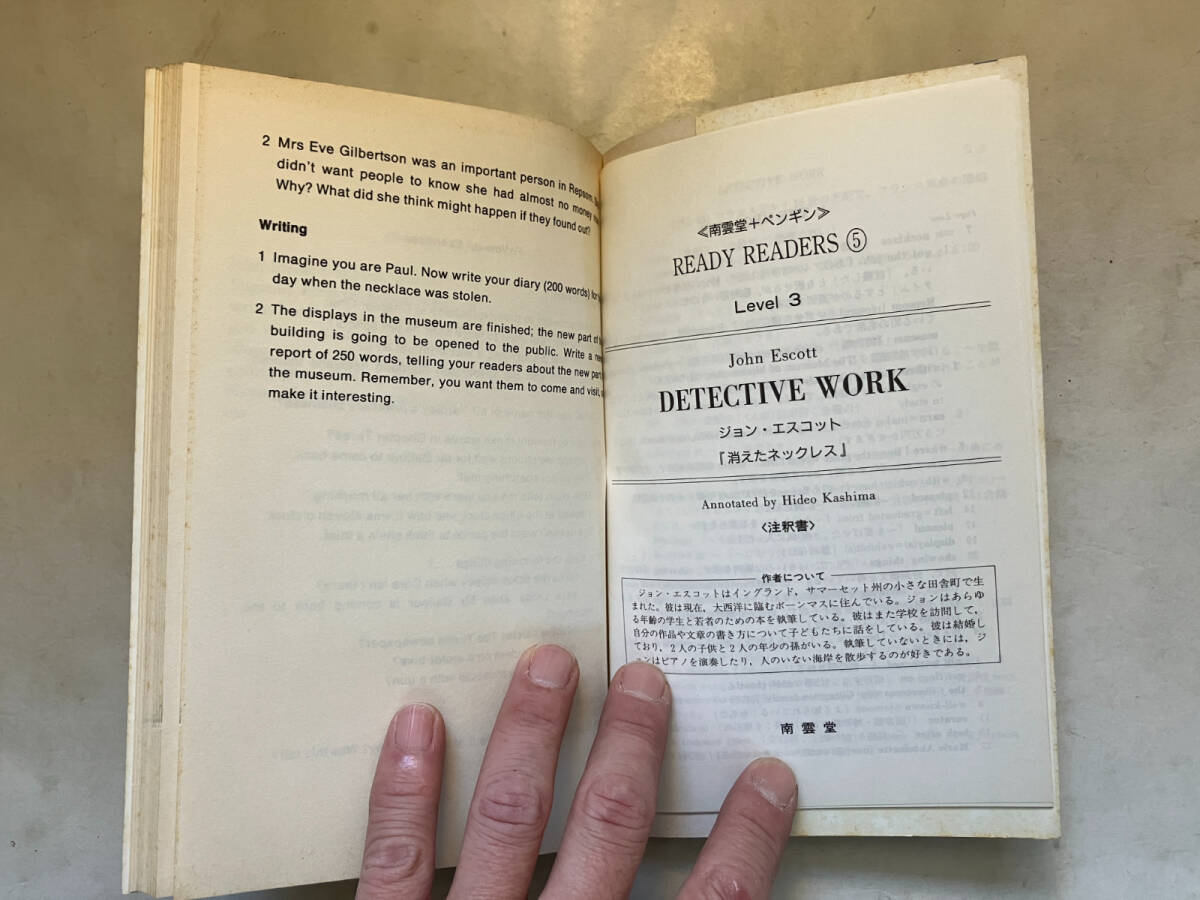 2 Mrs Eve Gilbertson was an important person in Repsom.
didn't want people to know she had almost no money
Why? What did she think might happen if they found out?
Writing
1 Imagine you are Paul. Now write your diary (200 words) for
day when the necklace was stolen.
2 The displays in the museum are finished; the new part of
building is going to be opened to the public. Write a
report of 250 words, telling your readers about the new part
the museum. Remember, you want them to come and visit,
make it interesting.
≪南雲堂+ペンギン≫
READY READERS ⑤
Level 3
John Escott
DETECTIVE WORK
ジョン・エスコット
『消えたネックレス』
Annotated by Hideo Kashima
〈注釈書〉
作者について
ジョン・エスコットはイングランド,サマーセット州の小さな田舎町で生
まれた。彼は現在,大西洋に臨むボーンマスに住んでいる。ジョンはあらゆ
る年齢の学生と若者のための本を執筆している。彼はまた学校を訪問して,
自分の作品や文章の書き方について子どもたちに話をしている。彼は結婚し
ており,2人の子供と2人の年少の孫がいる。執筆していないときには,ジ
ョンはピアノを演奏したり,人のいない海岸を散歩するのが好きである。
南雲堂